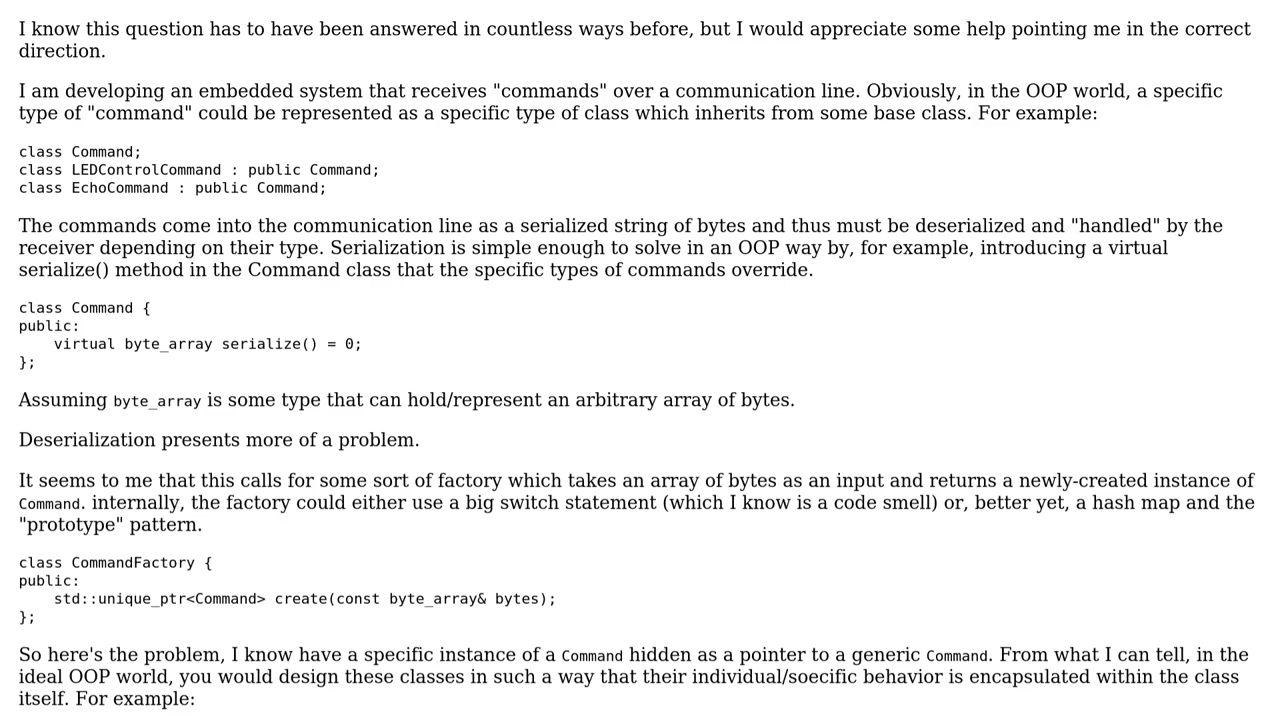 I know this question has to have been answered in countless ways before, but I would appreciate some help pointing me in the correct
direction.
I am developing an embedded system that receives "commands" over a communication line. Obviously, in the OOP world, a specific
type of "command" could be represented as a specific type of class which inherits from some base class. For example:
class Command;
class LEDControlCommand : public Command;
class EchoCommand : public Command;
The commands come into the communication line as a serialized string of bytes and thus must be deserialized and "handled" by the
receiver depending on their type. Serialization is simple enough to solve in an OOP way by, for example, introducing a virtual
serialize() method in the Command class that the specific types of commands override.
class Command {
public:
    virtual byte_array serialize() = 0;
};
Assuming byte_array is some type that can hold/represent an arbitrary array of bytes.
Deserialization presents more of a problem.
It seems to me that this calls for some sort of factory which takes an array of bytes as an input and returns a newly-created instance of
Command. internally, the factory could either use a big switch statement (which I know is a code smell) or, better yet, a hash map and the
"prototype" pattern.
class CommandFactory {
public:
    std::unique_ptr<Command> create(const byte_array& bytes);
};
So here's the problem, I know have a specific instance of a Command hidden as a pointer to a generic Command. From what I can tell, in the
ideal OOP world, you would design these classes in such a way that their individual/soecific behavior is encapsulated within the class
itself. For example: